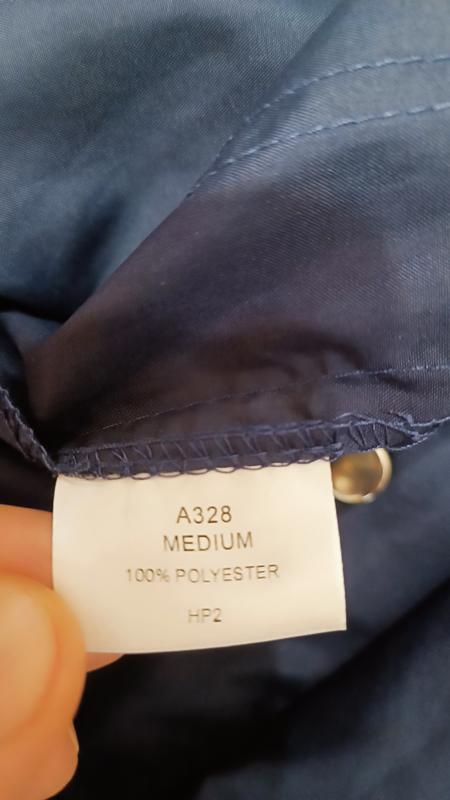 A328
MEDIUM
100% POLYESTER
HP2